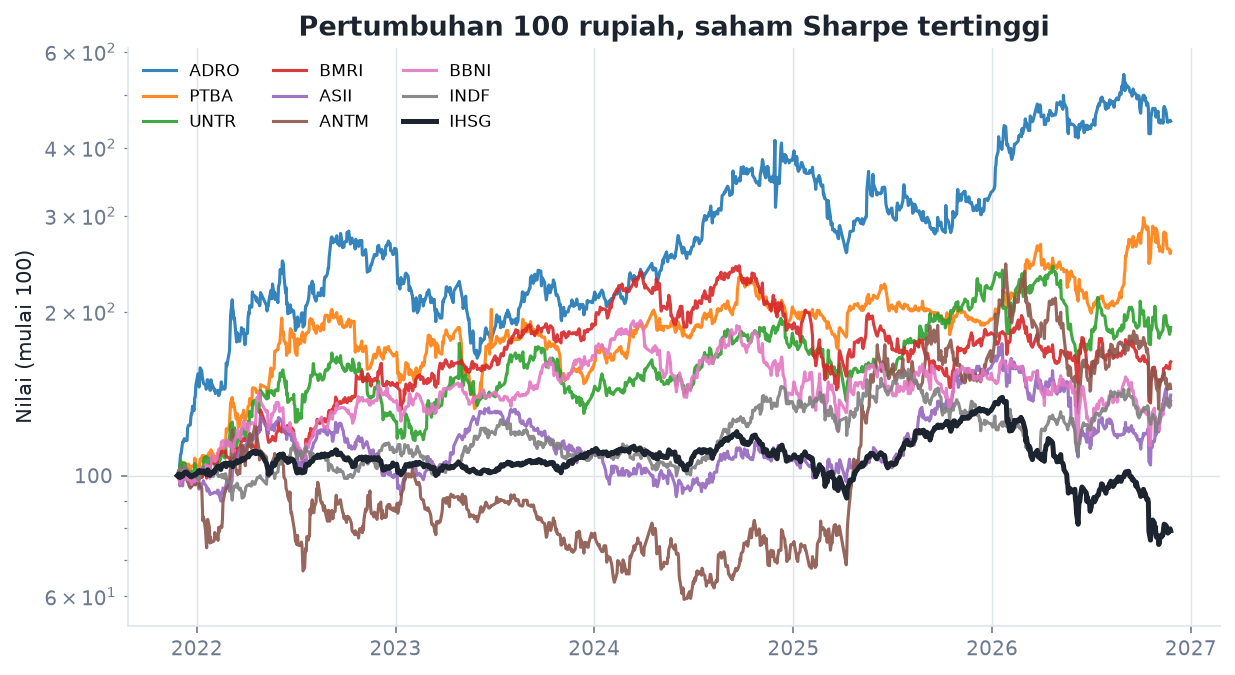 Pertumbuhan 100 rupiah, saham Sharpe tertinggi
ADRO
PTBA
UNTR
BMRI
ASII
ANTM
BBNI
INDF
IHSG
Nilai (mulai 100)
6 × 10²
4 × 10²
3 × 10²
2 × 10²
100
6 × 10¹
2022
2023
2024
2025
2026
2027